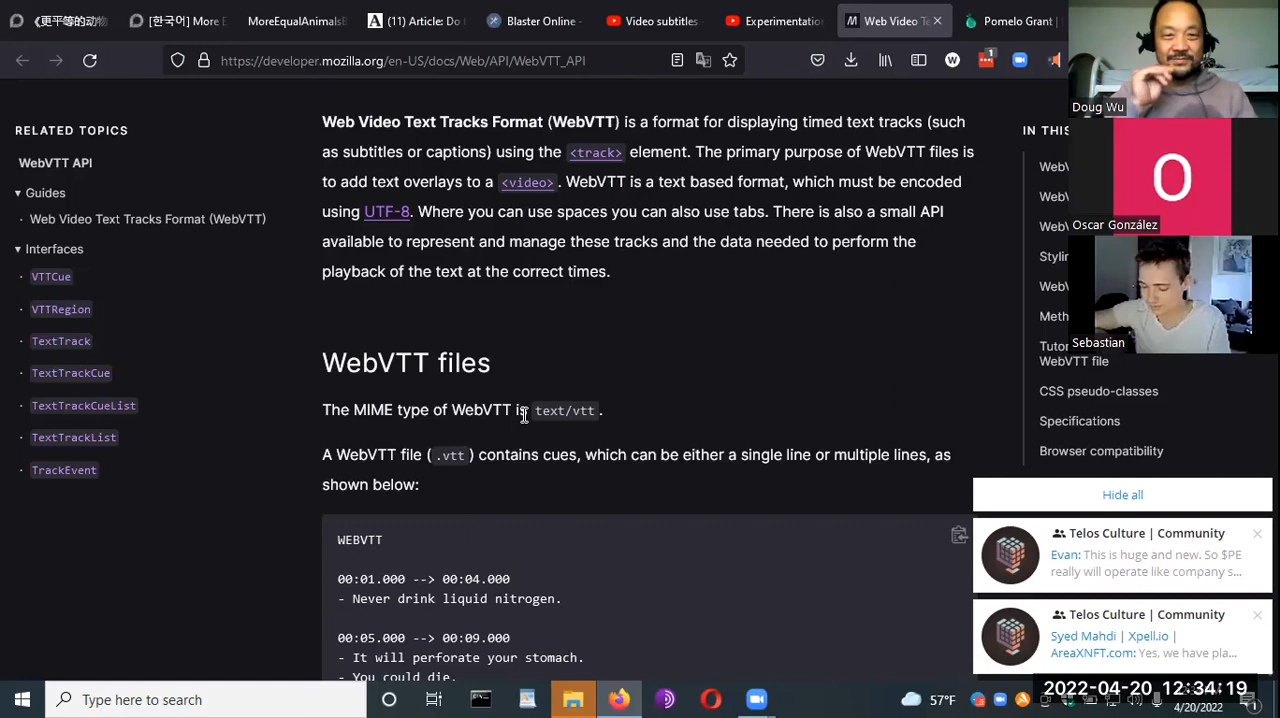 《更平等的动物
[한국어] More E
MoreEqualAnimalsB
(11) Article: Do t
Blaster Online -
Video subtitles -
Experimentation
Web Video Te
Pomelo Grant |
https://developer.mozilla.org/en-US/docs/Web/API/WebVTT_API
1
RELATED TOPICS
WebVTT API
Guides
Web Video Text Tracks Format (WebVTT)
Interfaces
VTTCue
VTTRegion
TextTrack
TextTrackCue
TextTrackCueList
TextTrackList
TrackEvent
Web Video Text Tracks Format (WebVTT) is a format for displaying timed text tracks (such
as subtitles or captions) using the <track> element. The primary purpose of WebVTT files is
to add text overlays to a <video>. WebVTT is a text based format, which must be encoded
using UTF-8. Where you can use spaces you can also use tabs. There is also a small API
available to represent and manage these tracks and the data needed to perform the
playback of the text at the correct times.
WebVTT files
The MIME type of WebVTT is text/vtt.
A WebVTT file (.vtt) contains cues, which can be either a single line or multiple lines, as
shown below:
WEBVTT
00:01.000 --> 00:04.000
- Never drink liquid nitrogen.
00:05.000 --> 00:09.000
- It will perforate your stomach.
- You could die.
IN THIS
WebV
WebV
WebV
Stylin
WebV
Meth
Tutor
WebVTT file
CSS pseudo-classes
Specifications
Browser compatibility
Doug Wu
O
Oscar González
Sebastian
Hide all
Telos Culture | Community
Evan: This is huge and new. So $PE
really will operate like company s...
Telos Culture | Community
Syed Mahdi | Xpell.io |
AreaXNFT.com: Yes, we have pla...
Type here to search
57°F
2022-04-20 12:34:19
4/20/2022
1